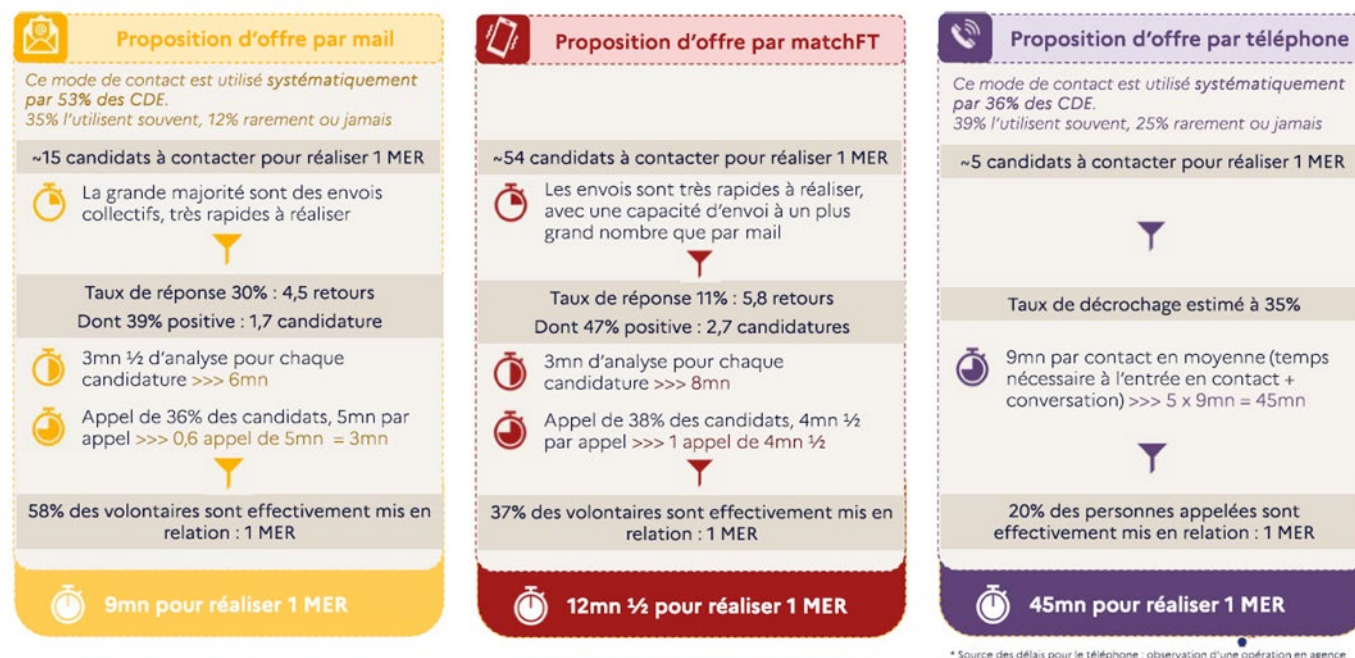 Proposition d'offre par mail
Ce mode de contact est utilisé systématiquement
par 53% des CDE.
35% l'utilisent souvent, 12% rarement ou jamais
~15 candidats à contacter pour réaliser 1 MER
La grande majorité sont des envois
collectifs, très rapides à réaliser
Taux de réponse 30% : 4,5 retours
Dont 39% positive : 1,7 candidature
3mn ½ d'analyse pour chaque
candidature >>> 6mn
Appel de 36% des candidats, 5mn par
appel >>> 0,6 appel de 5mn = 3mn
58% des volontaires sont effectivement mis en
relation : 1 MER
9mn pour réaliser 1 MER
Proposition d'offre par matchFT
~54 candidats à contacter pour réaliser 1 MER
Les envois sont très rapides à réaliser,
avec une capacité d'envoi à un plus
grand nombre que par mail
Taux de réponse 11% : 5,8 retours
Dont 47% positive : 2,7 candidatures
3mn d'analyse pour chaque
candidature >>> 8mn
Appel de 38% des candidats, 4mn ½
par appel >>> 1 appel de 4mn ½
37% des volontaires sont effectivement mis en
relation : 1 MER
12mn ½ pour réaliser 1 MER
Proposition d'offre par téléphone
Ce mode de contact est utilisé systématiquement
par 36% des CDE.
39% l'utilisent souvent, 25% rarement ou jamais
~5 candidats à contacter pour réaliser 1 MER
Taux de décrochage estimé à 35%
9mn par contact en moyenne (temps
nécessaire à l'entrée en contact +
conversation) >>> 5 x 9mn = 45mn
20% des personnes appelées sont
effectivement mis en relation : 1 MER
45mn pour réaliser 1 MER
* Source des délais pour le téléphone : observation d'une opération en agence